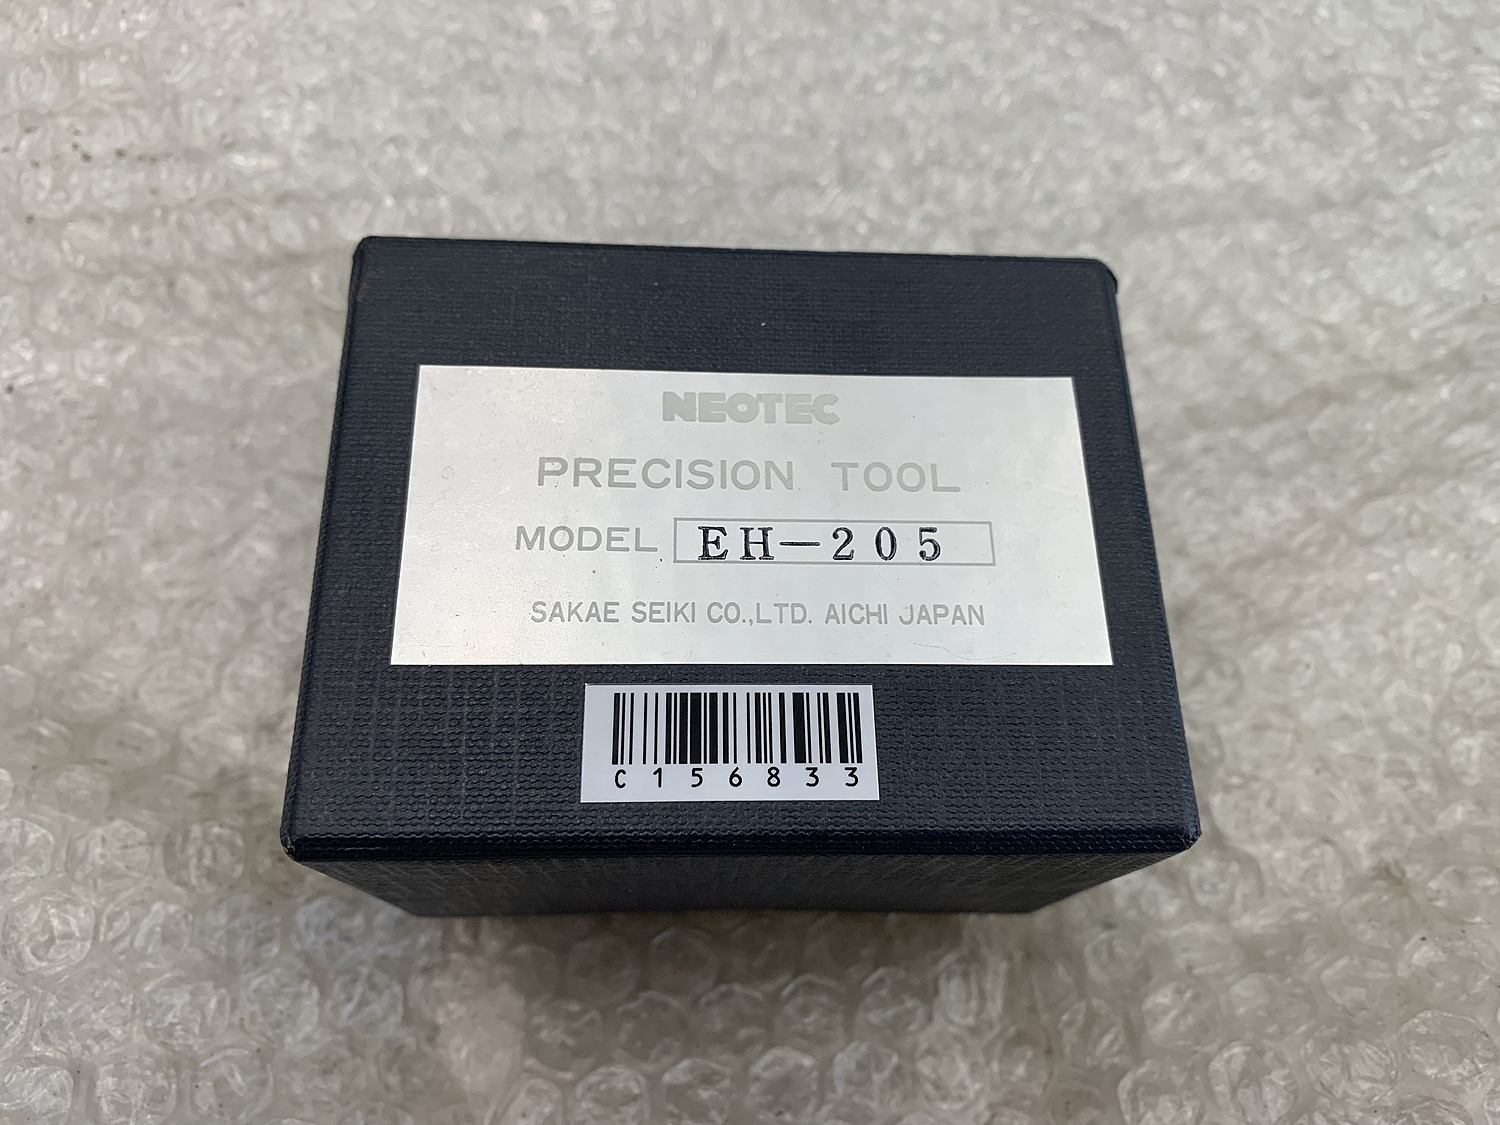 NEOTEC
PRECISION TOOL
MODEL EH-205
SAKAE SEIKI CO.,LTD. AICHI JAPAN
C156833